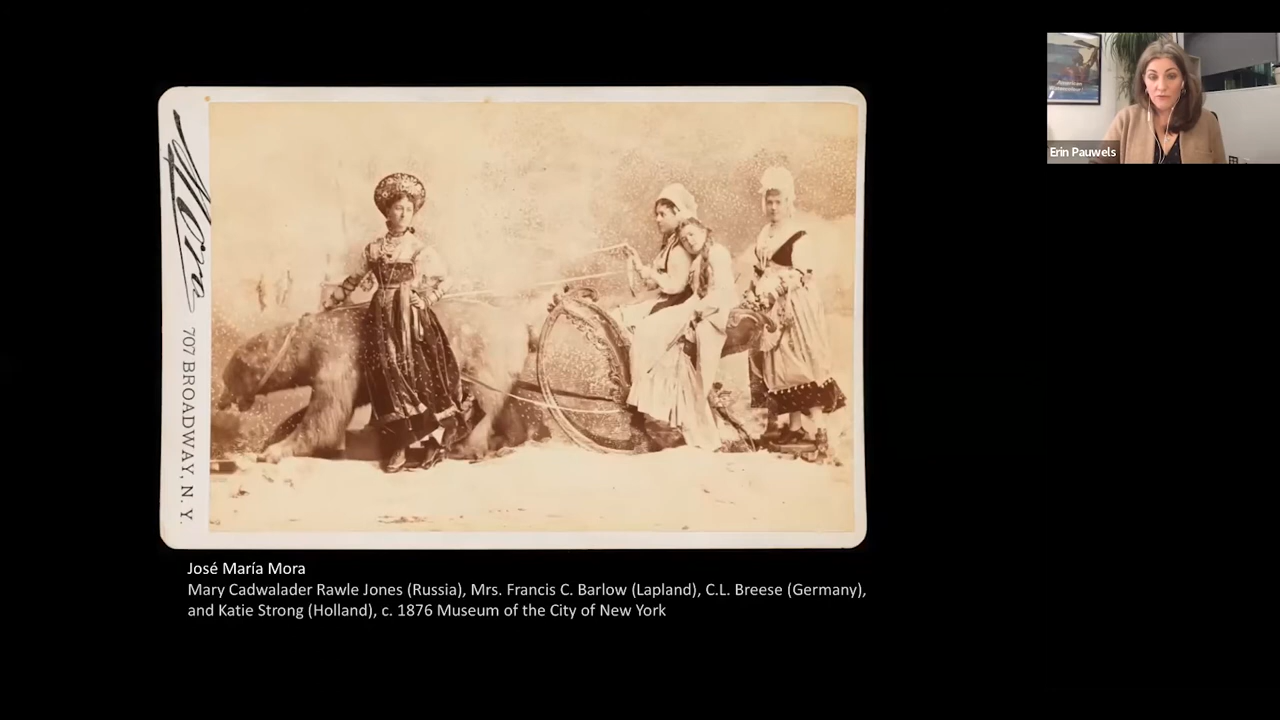 Mora
707 BROADWAY, N. Y.
José María Mora
Mary Cadwalader Rawle Jones (Russia), Mrs. Francis C. Barlow (Lapland), C.L. Breese (Germany),
and Katie Strong (Holland), c. 1876 Museum of the City of New York
Erin Pauwels